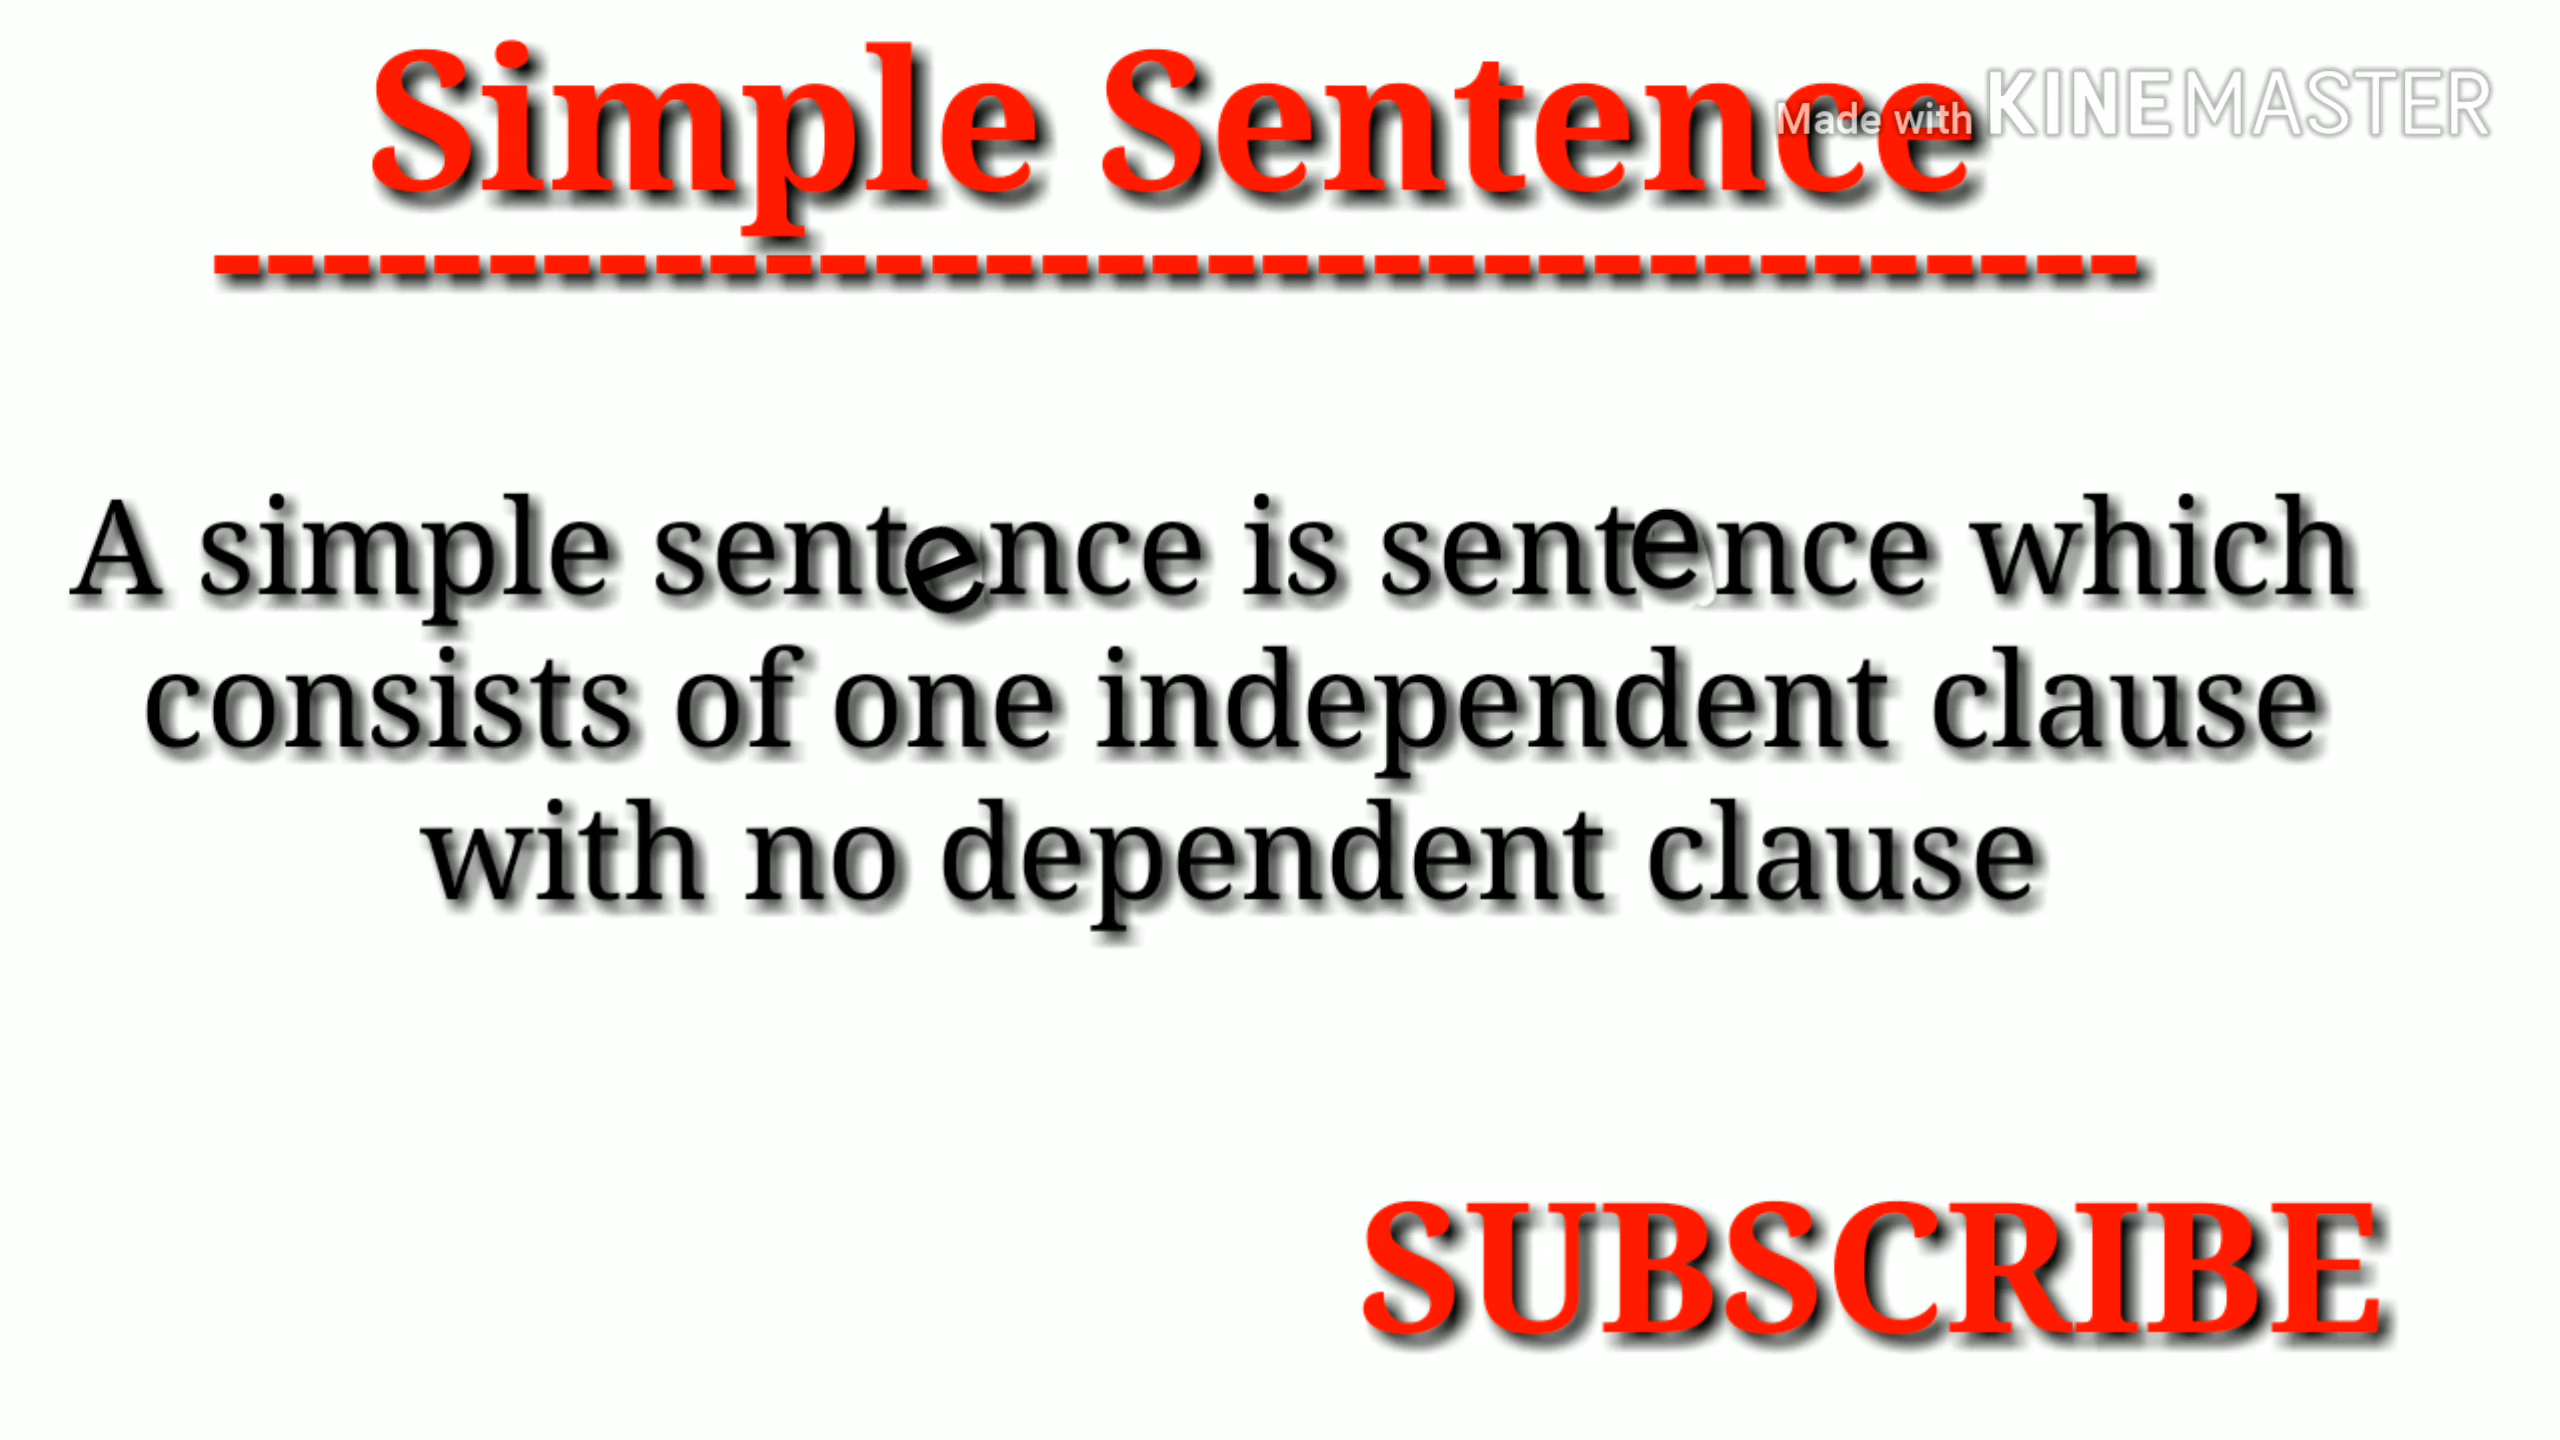 Simple Sentence
Made with KINEMASTER
------------------------------------
A simple sentence is sentence which
consists of one independent clause
with no dependent clause
SUBSCRIBE